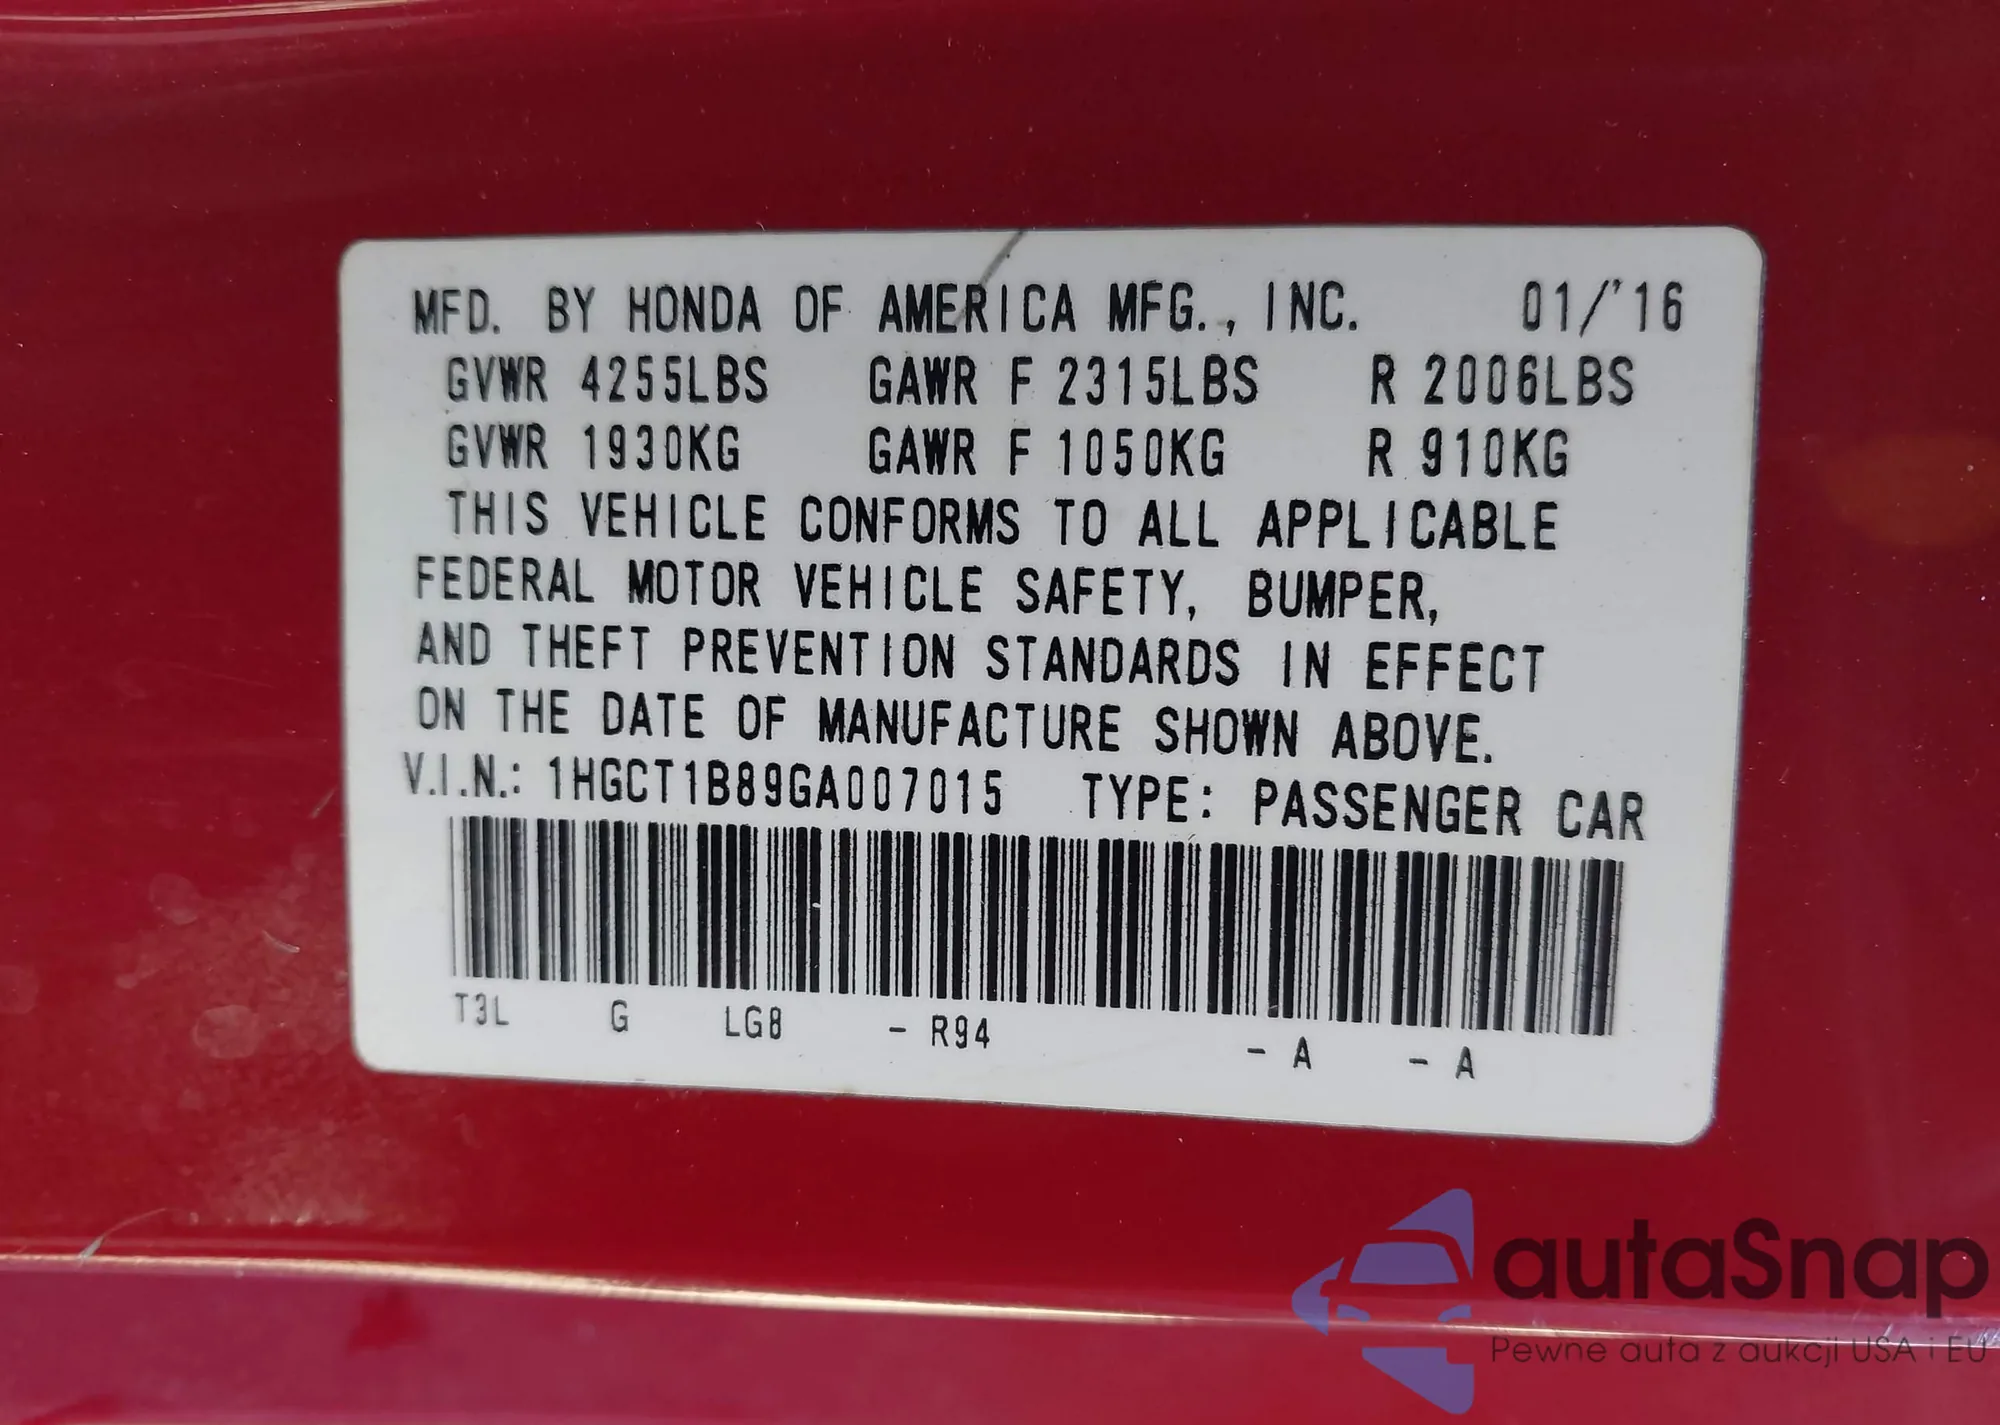 MFD. BY HONDA OF AMERICA MFG., INC. 01/'16
GVWR 4255LBS GAWR F 2315LBS R 2006LBS
GVWR 1930KG GAWR F 1050KG R 910KG
THIS VEHICLE CONFORMS TO ALL APPLICABLE
FEDERAL MOTOR VEHICLE SAFETY, BUMPER,
AND THEFT PREVENTION STANDARDS IN EFFECT
ON THE DATE OF MANUFACTURE SHOWN ABOVE.
V.I.N.: 1HGCT1B89GA007015 TYPE: PASSENGER CAR
T3L G LG8 - R94 - A - A
autaSnap
Pewne auta z aukcji USA i EU